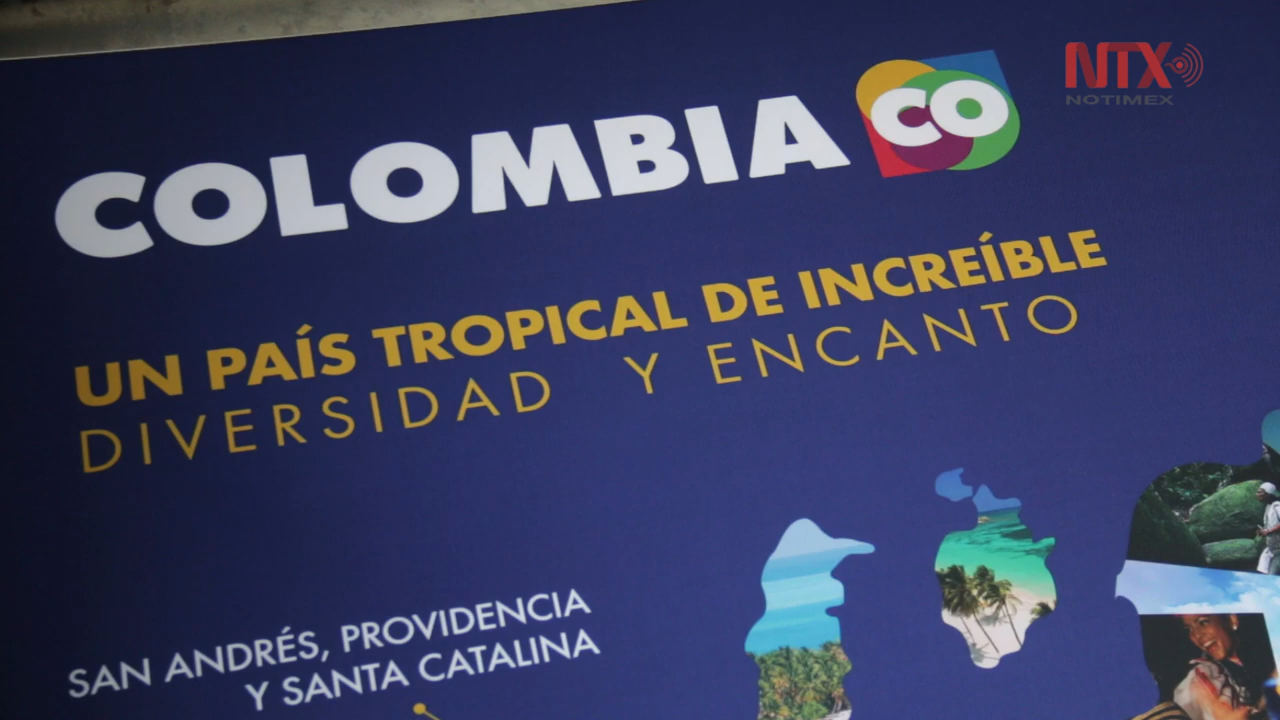 COLOMBIA CO
UN PAÍS TROPICAL DE INCREÍBLE
DIVERSIDAD Y ENCANTO
SAN ANDRÉS, PROVIDENCIA
Y SANTA CATALINA
NTX
NOTIMEX